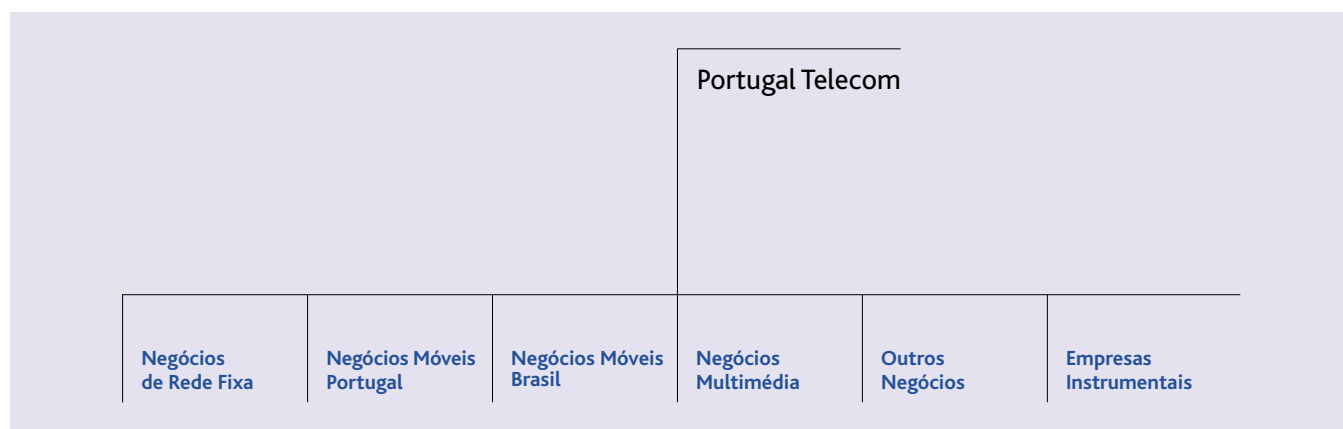 Portugal Telecom
Negócios
de Rede Fixa
Negócios Móveis
Portugal
Negócios Móveis
Brasil
Negócios
Multimédia
Outros
Negócios
Empresas
Instrumentais